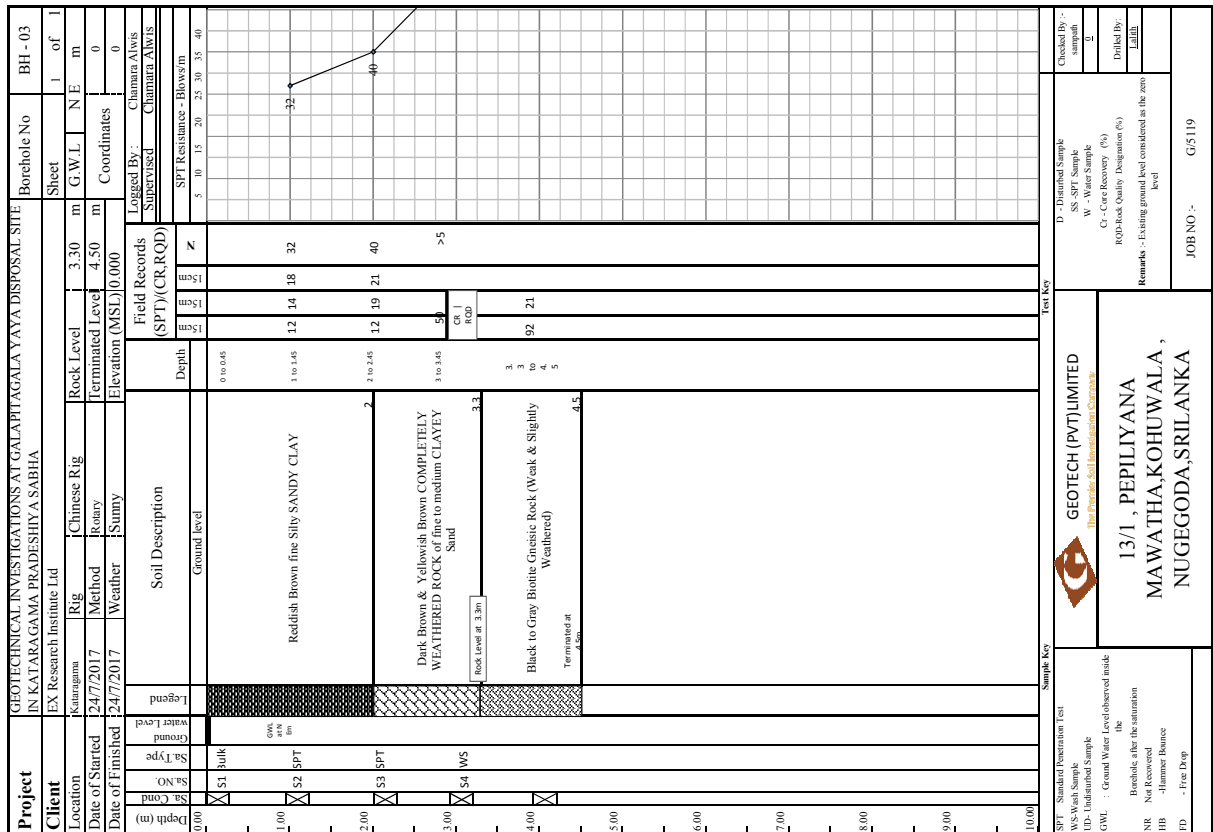 Project GEOTECHNICAL INVESTIGATIONS AT GALAPITAGALA YAYA DISPOSAL SITE IN KATARAGAMA PRADESHIYA SABHA Borehole No BH - 03
Client EX Research Institute Ltd Sheet 1 of 1
Location Kataragama Rig Chinese Rig Rock Level 3.30 m G.W.L N E m
Date of Started 24/7/2017 Method Rotary Terminated Level 4.50 m Coordinates 0
Date of Finished 24/7/2017 Weather Sunny Elevation (MSL) 0.000 0
Depth (m) Sa. Cond Sa.NO. Sa.Type Ground water Level Legend Soil Description Depth Field Records (SPT)/(CR,RQD) Logged By : Chamara Alwis
Supervised Chamara Alwis
15cm 15cm 15cm N SPT Resistance - Blows/m
5 10 15 20 25 30 35 40
0.00 Ground level
S1 Bulk 0 to 0.45
GWL at N Em
1.00 S2 SPT Reddish Brown fine Silty SANDY CLAY 1 to 1.45 12 14 18 32 32
2.00 S3 SPT 2 2 to 2.45 12 19 21 40 40
Dark Brown & Yellowish Brown COMPLETELY
WEATHERED ROCK of fine to medium CLAYEY
Sand
3 to 3.45 50 >5
3.00 S4 WS Rock Level at 3.3m 3.3 CR | RQD
4.00 Black to Gray Biotite Gneisic Rock (Weak & Slightly
Weathered)
3. 3 to 4. 5 92 21
Terminated at
4.5m 4.5
5.00
6.00
7.00
8.00
9.00
10.00
Sample Key Test Key
SPT Standard Penetration Test
WS-Wash Sample
UD- Undisturbed Sample
GWL : Ground Water Level observed inside
the
Borehole, after the saturation
NR Not Recovered
HB -Hammer Bounce
FD - Free Drop
G
GEOTECH (PVT)LIMITED
The Premier Soil Investigation Company
13/1 , PEPILIYANA
MAWATHA,KOHUWALA ,
NUGEGODA,SRILANKA
D - Disturbed Sample
SS -SPT Sample
W - Water Sample
Cr - Core Recovery (%)
RQD-Rock Quality Designation (%)
Remarks :- Existing ground level considered as the zero
level
JOB NO :- G/5119
Checked By :-
sampath
0
Drilled By:
Lalith